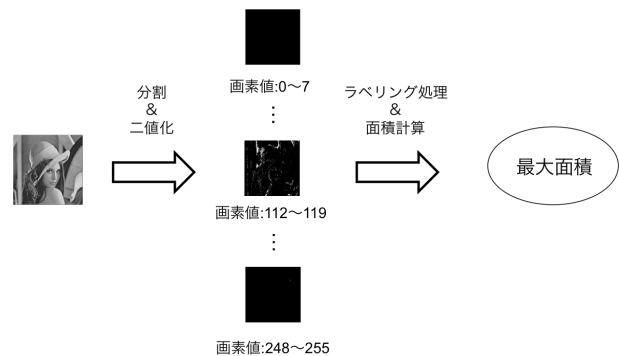 分割
&
二値化
画素値:0〜7
⋮
画素値:112〜119
⋮
画素値:248〜255
ラベリング処理
&
面積計算
最大面積